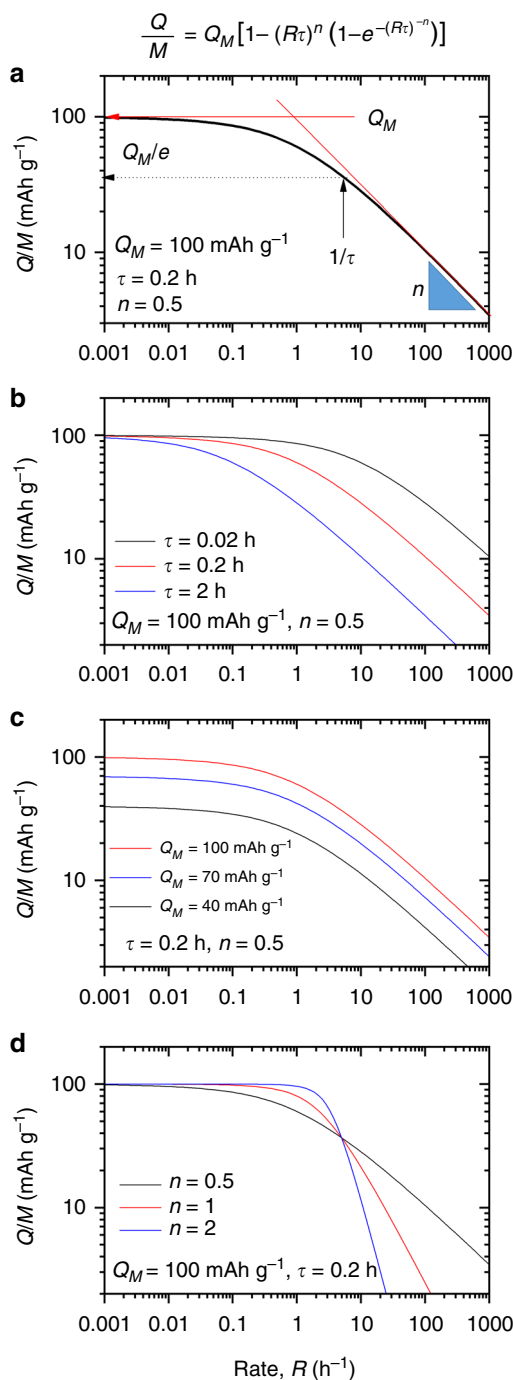 Q/M = Q_M [1– (Rτ)^n (1–e^{–(Rτ)^{–n}})]
a
100
10
Q/M (mAh g⁻¹)
Q_M
Q_M/e
Q_M = 100 mAh g⁻¹
τ = 0.2 h
n = 0.5
1/τ
n
0.001 0.01 0.1 1 10 100 1000
b
100
10
Q/M (mAh g⁻¹)
τ = 0.02 h
τ = 0.2 h
τ = 2 h
Q_M = 100 mAh g⁻¹, n = 0.5
0.001 0.01 0.1 1 10 100 1000
c
100
10
Q/M (mAh g⁻¹)
Q_M = 100 mAh g⁻¹
Q_M = 70 mAh g⁻¹
Q_M = 40 mAh g⁻¹
τ = 0.2 h, n = 0.5
0.001 0.01 0.1 1 10 100 1000
d
100
10
Q/M (mAh g⁻¹)
n = 0.5
n = 1
n = 2
Q_M = 100 mAh g⁻¹, τ = 0.2 h
0.001 0.01 0.1 1 10 100 1000
Rate, R (h⁻¹)